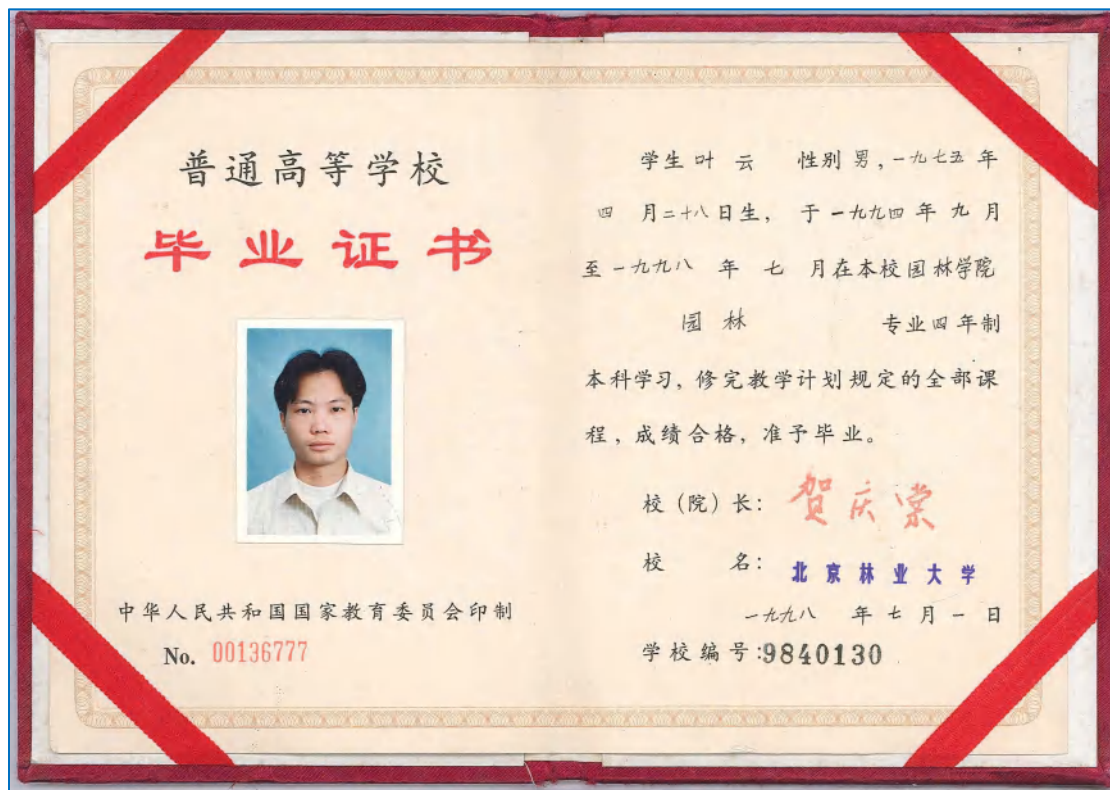 普通高等学校
毕业证书
中华人民共和国国家教育委员会印制
No. 00136777
学生叶云 性别男，一九七五年
四月二十八日生，于一九九四年九月
至一九九八年七月在本校园林学院
园林 专业四年制
本科学习，修完教学计划规定的全部课
程，成绩合格，准予毕业。
校（院）长：贺庆棠
校名：北京林业大学
一九九八年七月一日
学校编号：9840130